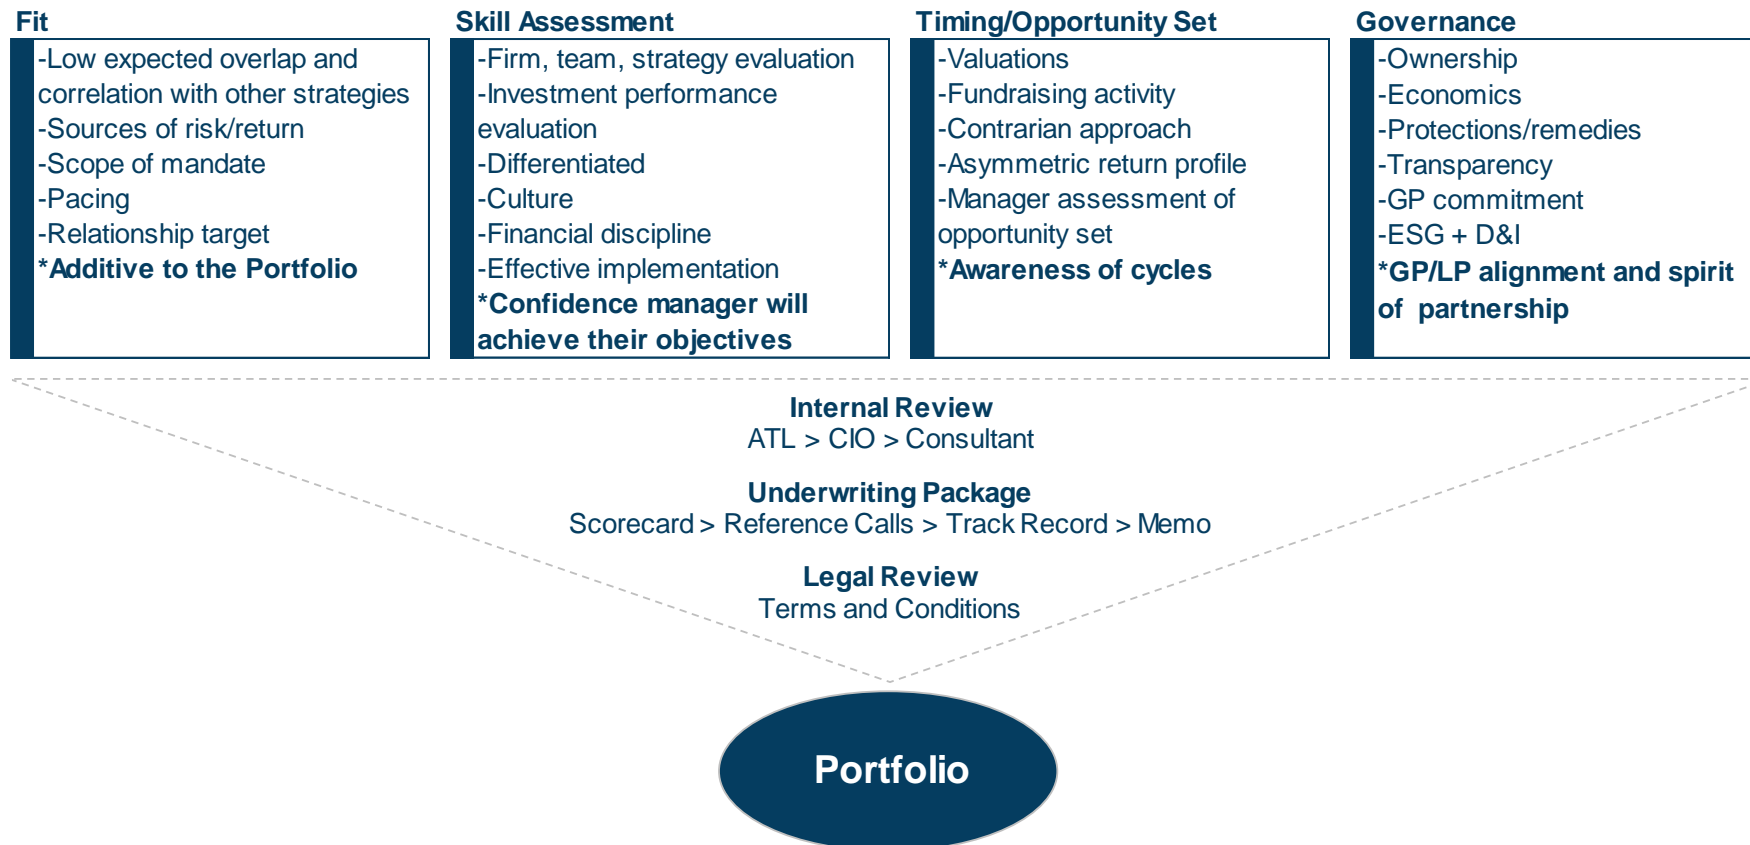 Fit
-Low expected overlap and
correlation with other strategies
-Sources of risk/return
-Scope of mandate
-Pacing
-Relationship target
*Additive to the Portfolio
Skill Assessment
-Firm, team, strategy evaluation
-Investment performance
evaluation
-Differentiated
-Culture
-Financial discipline
-Effective implementation
*Confidence manager will
achieve their objectives
Timing/Opportunity Set
-Valuations
-Fundraising activity
-Contrarian approach
-Asymmetric return profile
-Manager assessment of
opportunity set
*Awareness of cycles
Governance
-Ownership
-Economics
-Protections/remedies
-Transparency
-GP commitment
-ESG + D&I
*GP/LP alignment and spirit
of partnership
Internal Review
ATL > CIO > Consultant
Underwriting Package
Scorecard > Reference Calls > Track Record > Memo
Legal Review
Terms and Conditions
Portfolio